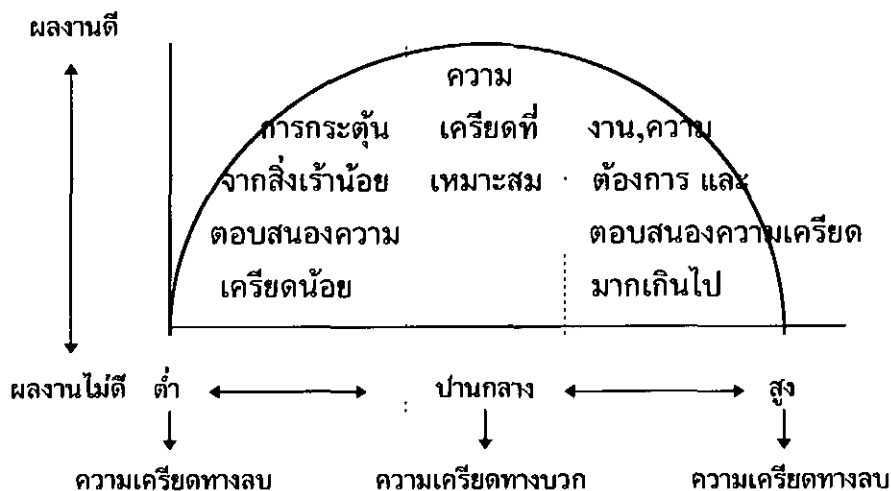 ผลงานดี
ความ
การกระตุ้น เครียดที่ งาน,ความ
จากสิ่งเร้าน้อย เหมาะสม ต้องการ และ
ตอบสนองความ ตอบสนองความเครียด
เครียดน้อย มากเกินไป
ผลงานไม่ดี ต่ำ ปานกลาง สูง
ความเครียดทางลบ ความเครียดทางบวก ความเครียดทางลบ